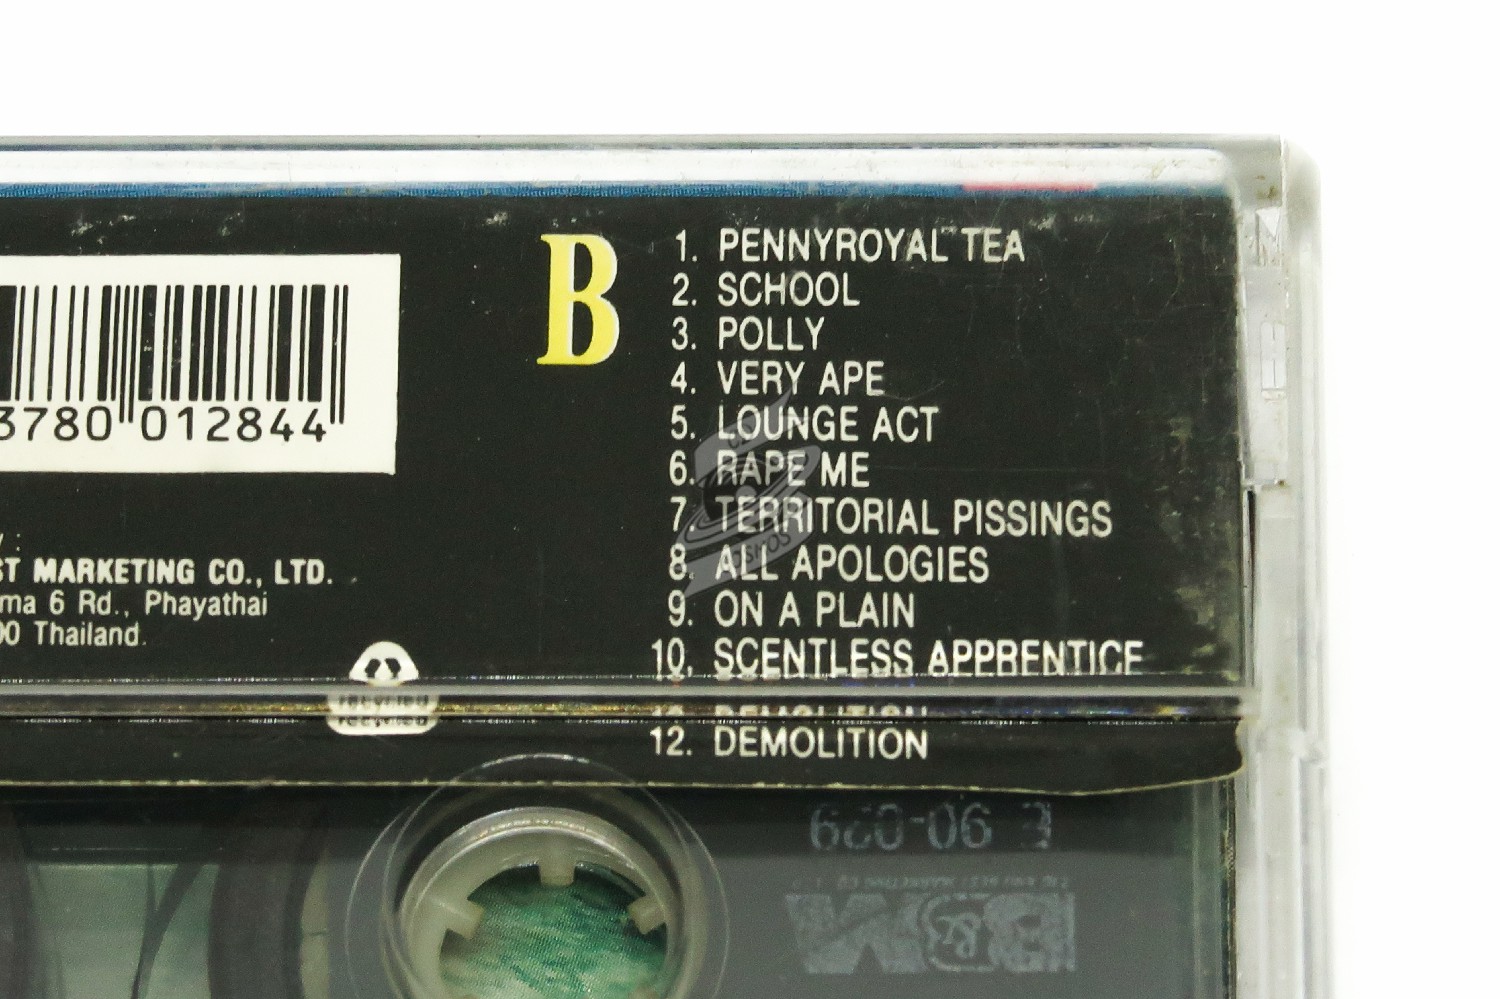 B
1. PENNYROYAL TEA
2. SCHOOL
3. POLLY
4. VERY APE
5. LOUNGE ACT
6. RAPE ME
7. TERRITORIAL PISSINGS
8. ALL APOLOGIES
9. ON A PLAIN
10. SCENTLESS APPRENTICE
12. DEMOLITION
3780 012844
ST MARKETING CO., LTD.
ma 6 Rd., Phayathai
00 Thailand.
recycled